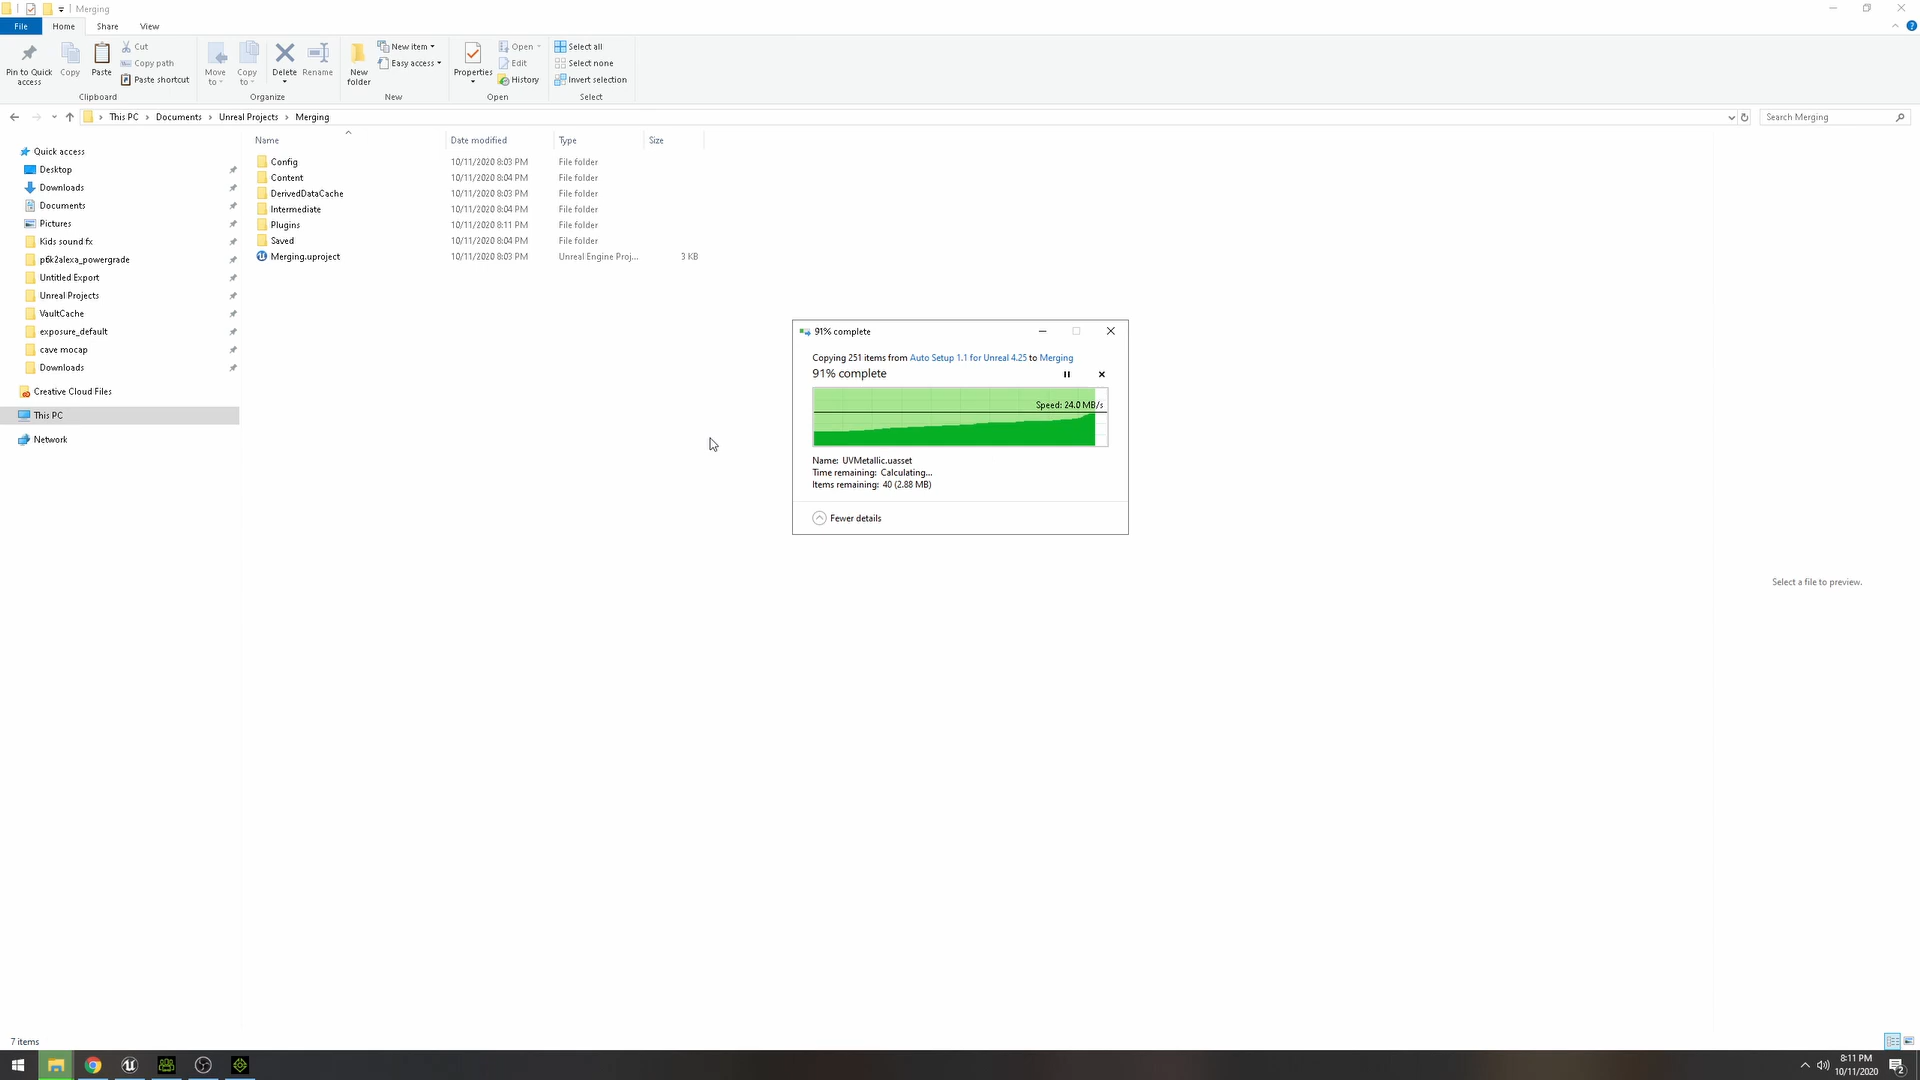 Merging
File Home Share View
Pin to Quick access
Copy
Paste
Cut
Copy path
Paste shortcut
Clipboard
Move to
Copy to
Delete
Rename
Organize
New folder
New item
Easy access
New
Properties
Open
Edit
History
Open
Select all
Select none
Invert selection
Select
This PC › Documents › Unreal Projects › Merging
Search Merging
Name Date modified Type Size
Quick access
Desktop
Downloads
Documents
Pictures
Kids sound fx
p6k2alexa_powergrade
Untitled Export
Unreal Projects
VaultCache
exposure_default
cave mocap
Downloads
Creative Cloud Files
This PC
Network
Config 10/11/2020 8:03 PM File folder
Content 10/11/2020 8:04 PM File folder
DerivedDataCache 10/11/2020 8:03 PM File folder
Intermediate 10/11/2020 8:04 PM File folder
Plugins 10/11/2020 8:11 PM File folder
Saved 10/11/2020 8:04 PM File folder
Merging.uproject 10/11/2020 8:03 PM Unreal Engine Proj... 3 KB
91% complete
Copying 251 items from Auto Setup 1.1 for Unreal 4.25 to Merging
91% complete
Speed: 24.0 MB/s
Name: UVMetallic.uasset
Time remaining: Calculating...
Items remaining: 40 (2.88 MB)
Fewer details
Select a file to preview.
7 items
8:11 PM
10/11/2020
2